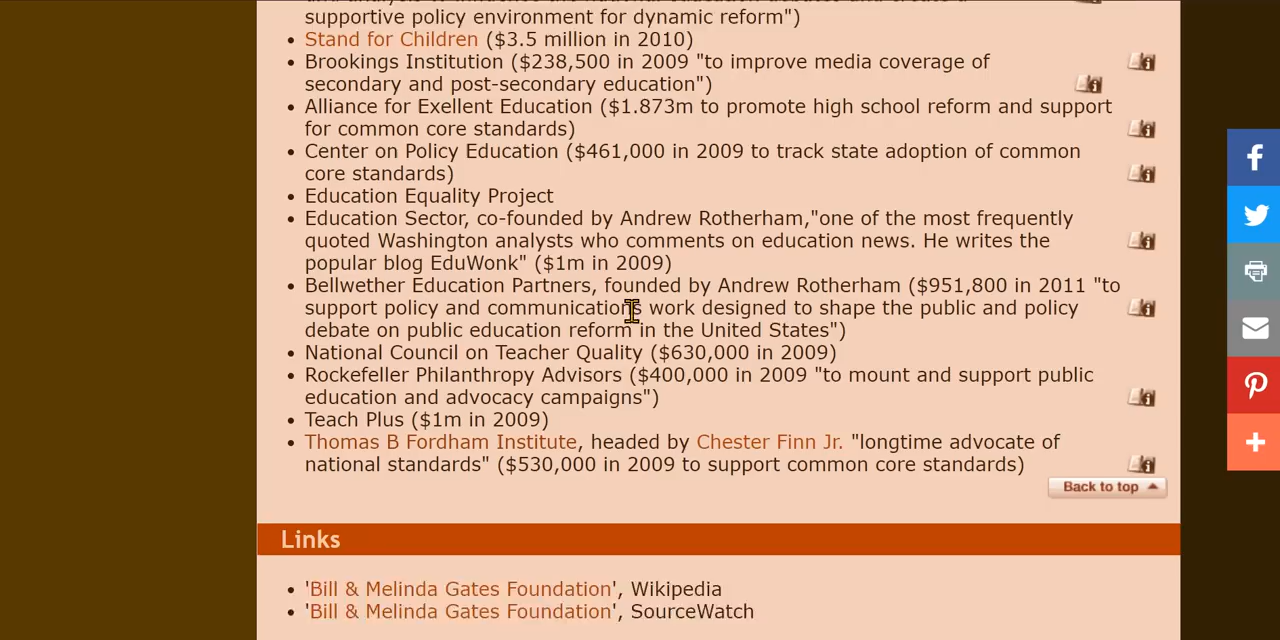 supportive policy environment for dynamic reform")
• Stand for Children ($3.5 million in 2010)
• Brookings Institution ($238,500 in 2009 "to improve media coverage of
secondary and post-secondary education")
• Alliance for Exellent Education ($1.873m to promote high school reform and support
for common core standards)
• Center on Policy Education ($461,000 in 2009 to track state adoption of common
core standards)
• Education Equality Project
• Education Sector, co-founded by Andrew Rotherham,"one of the most frequently
quoted Washington analysts who comments on education news. He writes the
popular blog EduWonk" ($1m in 2009)
• Bellwether Education Partners, founded by Andrew Rotherham ($951,800 in 2011 "to
support policy and communications work designed to shape the public and policy
debate on public education reform in the United States")
• National Council on Teacher Quality ($630,000 in 2009)
• Rockefeller Philanthropy Advisors ($400,000 in 2009 "to mount and support public
education and advocacy campaigns")
• Teach Plus ($1m in 2009)
• Thomas B Fordham Institute, headed by Chester Finn Jr. "longtime advocate of
national standards" ($530,000 in 2009 to support common core standards)
Back to top
Links
• 'Bill & Melinda Gates Foundation', Wikipedia
• 'Bill & Melinda Gates Foundation', SourceWatch